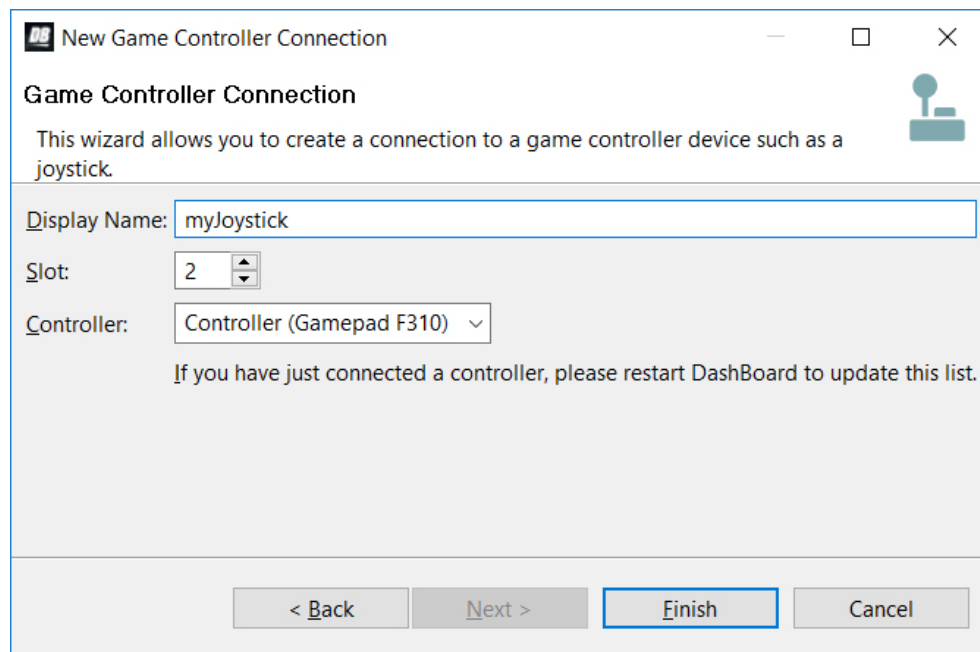 DB New Game Controller Connection
Game Controller Connection
This wizard allows you to create a connection to a game controller device such as a
joystick.
Display Name: myJoystick
Slot: 2
Controller: Controller (Gamepad F310)
If you have just connected a controller, please restart DashBoard to update this list.
< Back Next > Finish Cancel